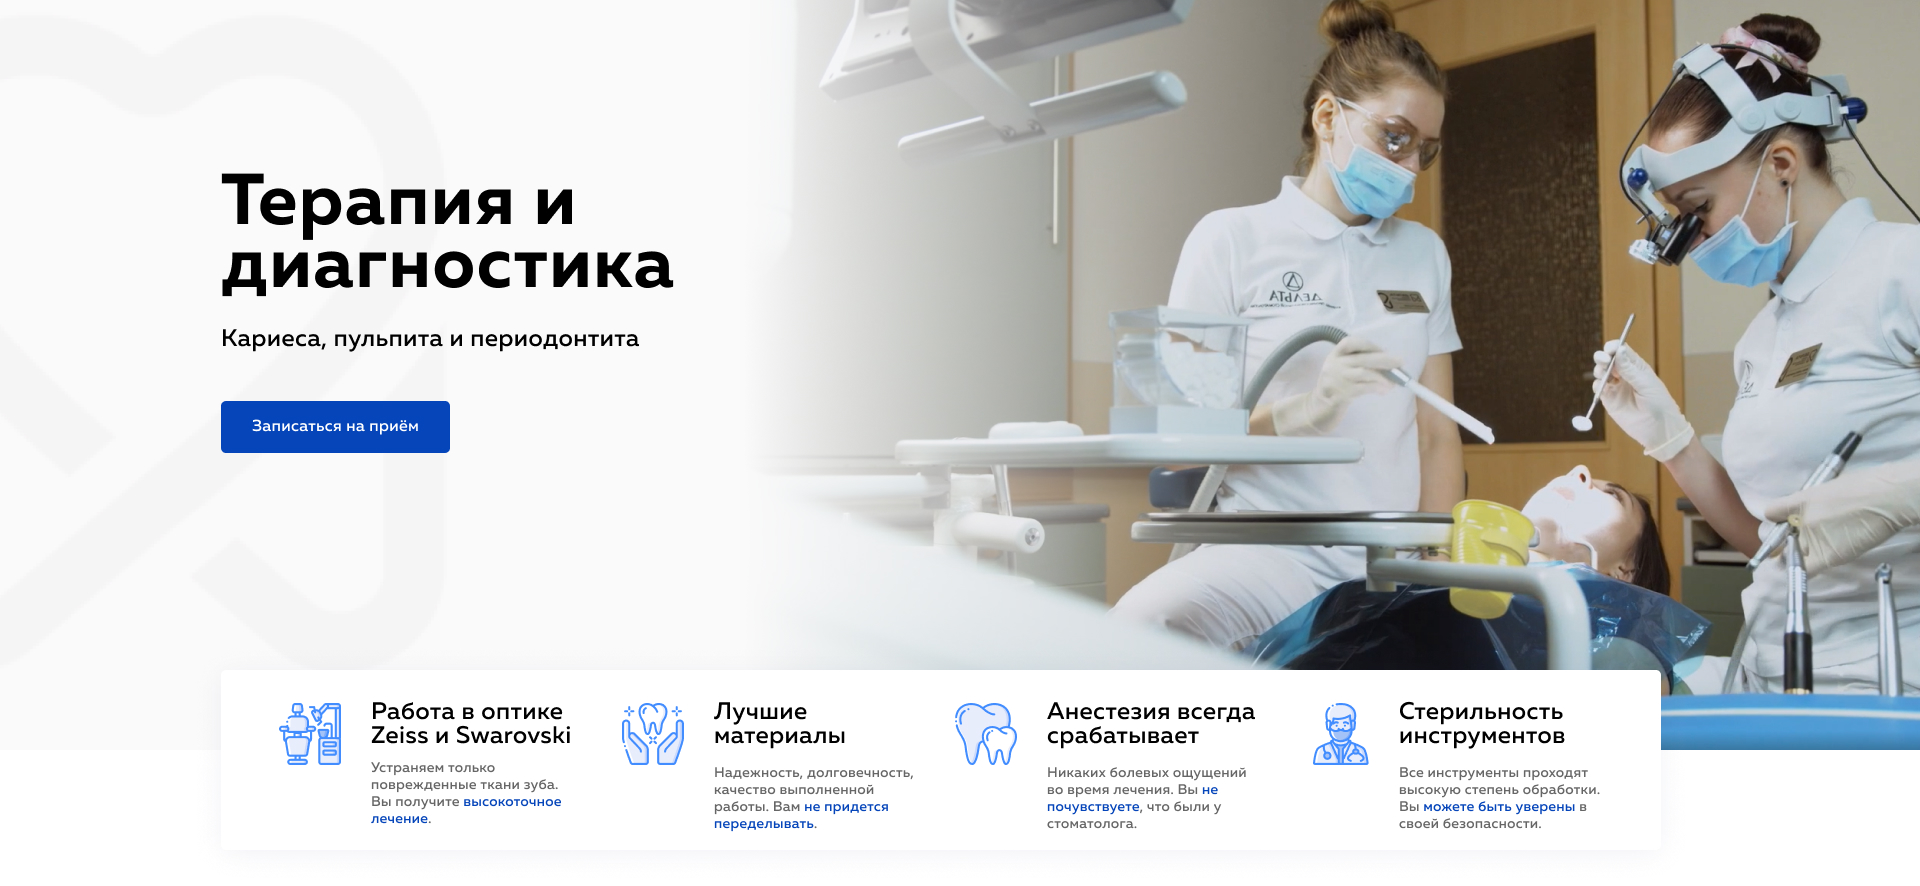 Терапия и
диагностика
Кариеса, пульпита и периодонтита
Записаться на приём
ДЕЛЬТА
Работа в оптике
Zeiss и Swarovski
Устраняем только
поврежденные ткани зуба.
Вы получите высокоточное
лечение.
Лучшие
материалы
Надежность, долговечность,
качество выполненной
работы. Вам не придется
переделывать.
Анестезия всегда
срабатывает
Никаких болевых ощущений
во время лечения. Вы не
почувствуете, что были у
стоматолога.
Стерильность
инструментов
Все инструменты проходят
высокую степень обработки.
Вы можете быть уверены в
своей безопасности.